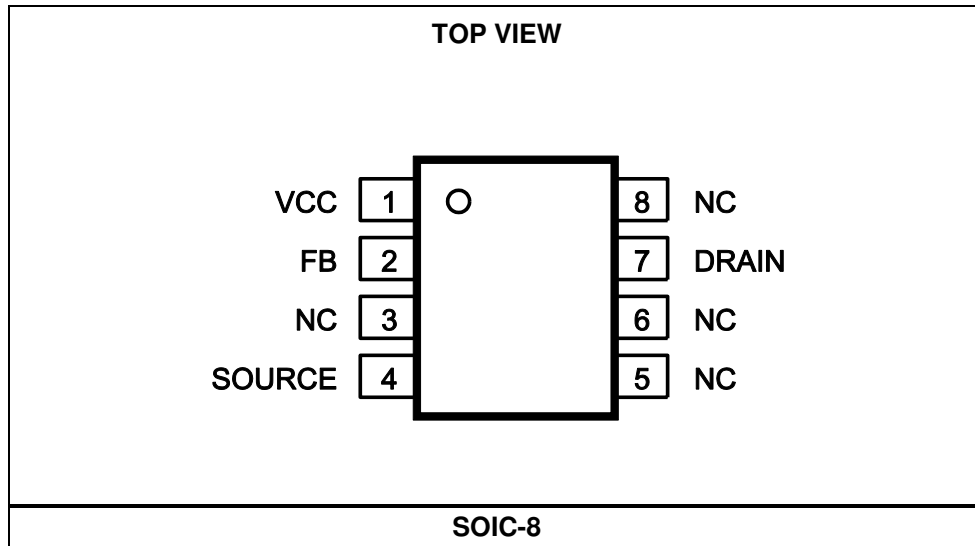 TOP VIEW
VCC 1 8 NC
FB 2 7 DRAIN
NC 3 6 NC
SOURCE 4 5 NC
SOIC-8